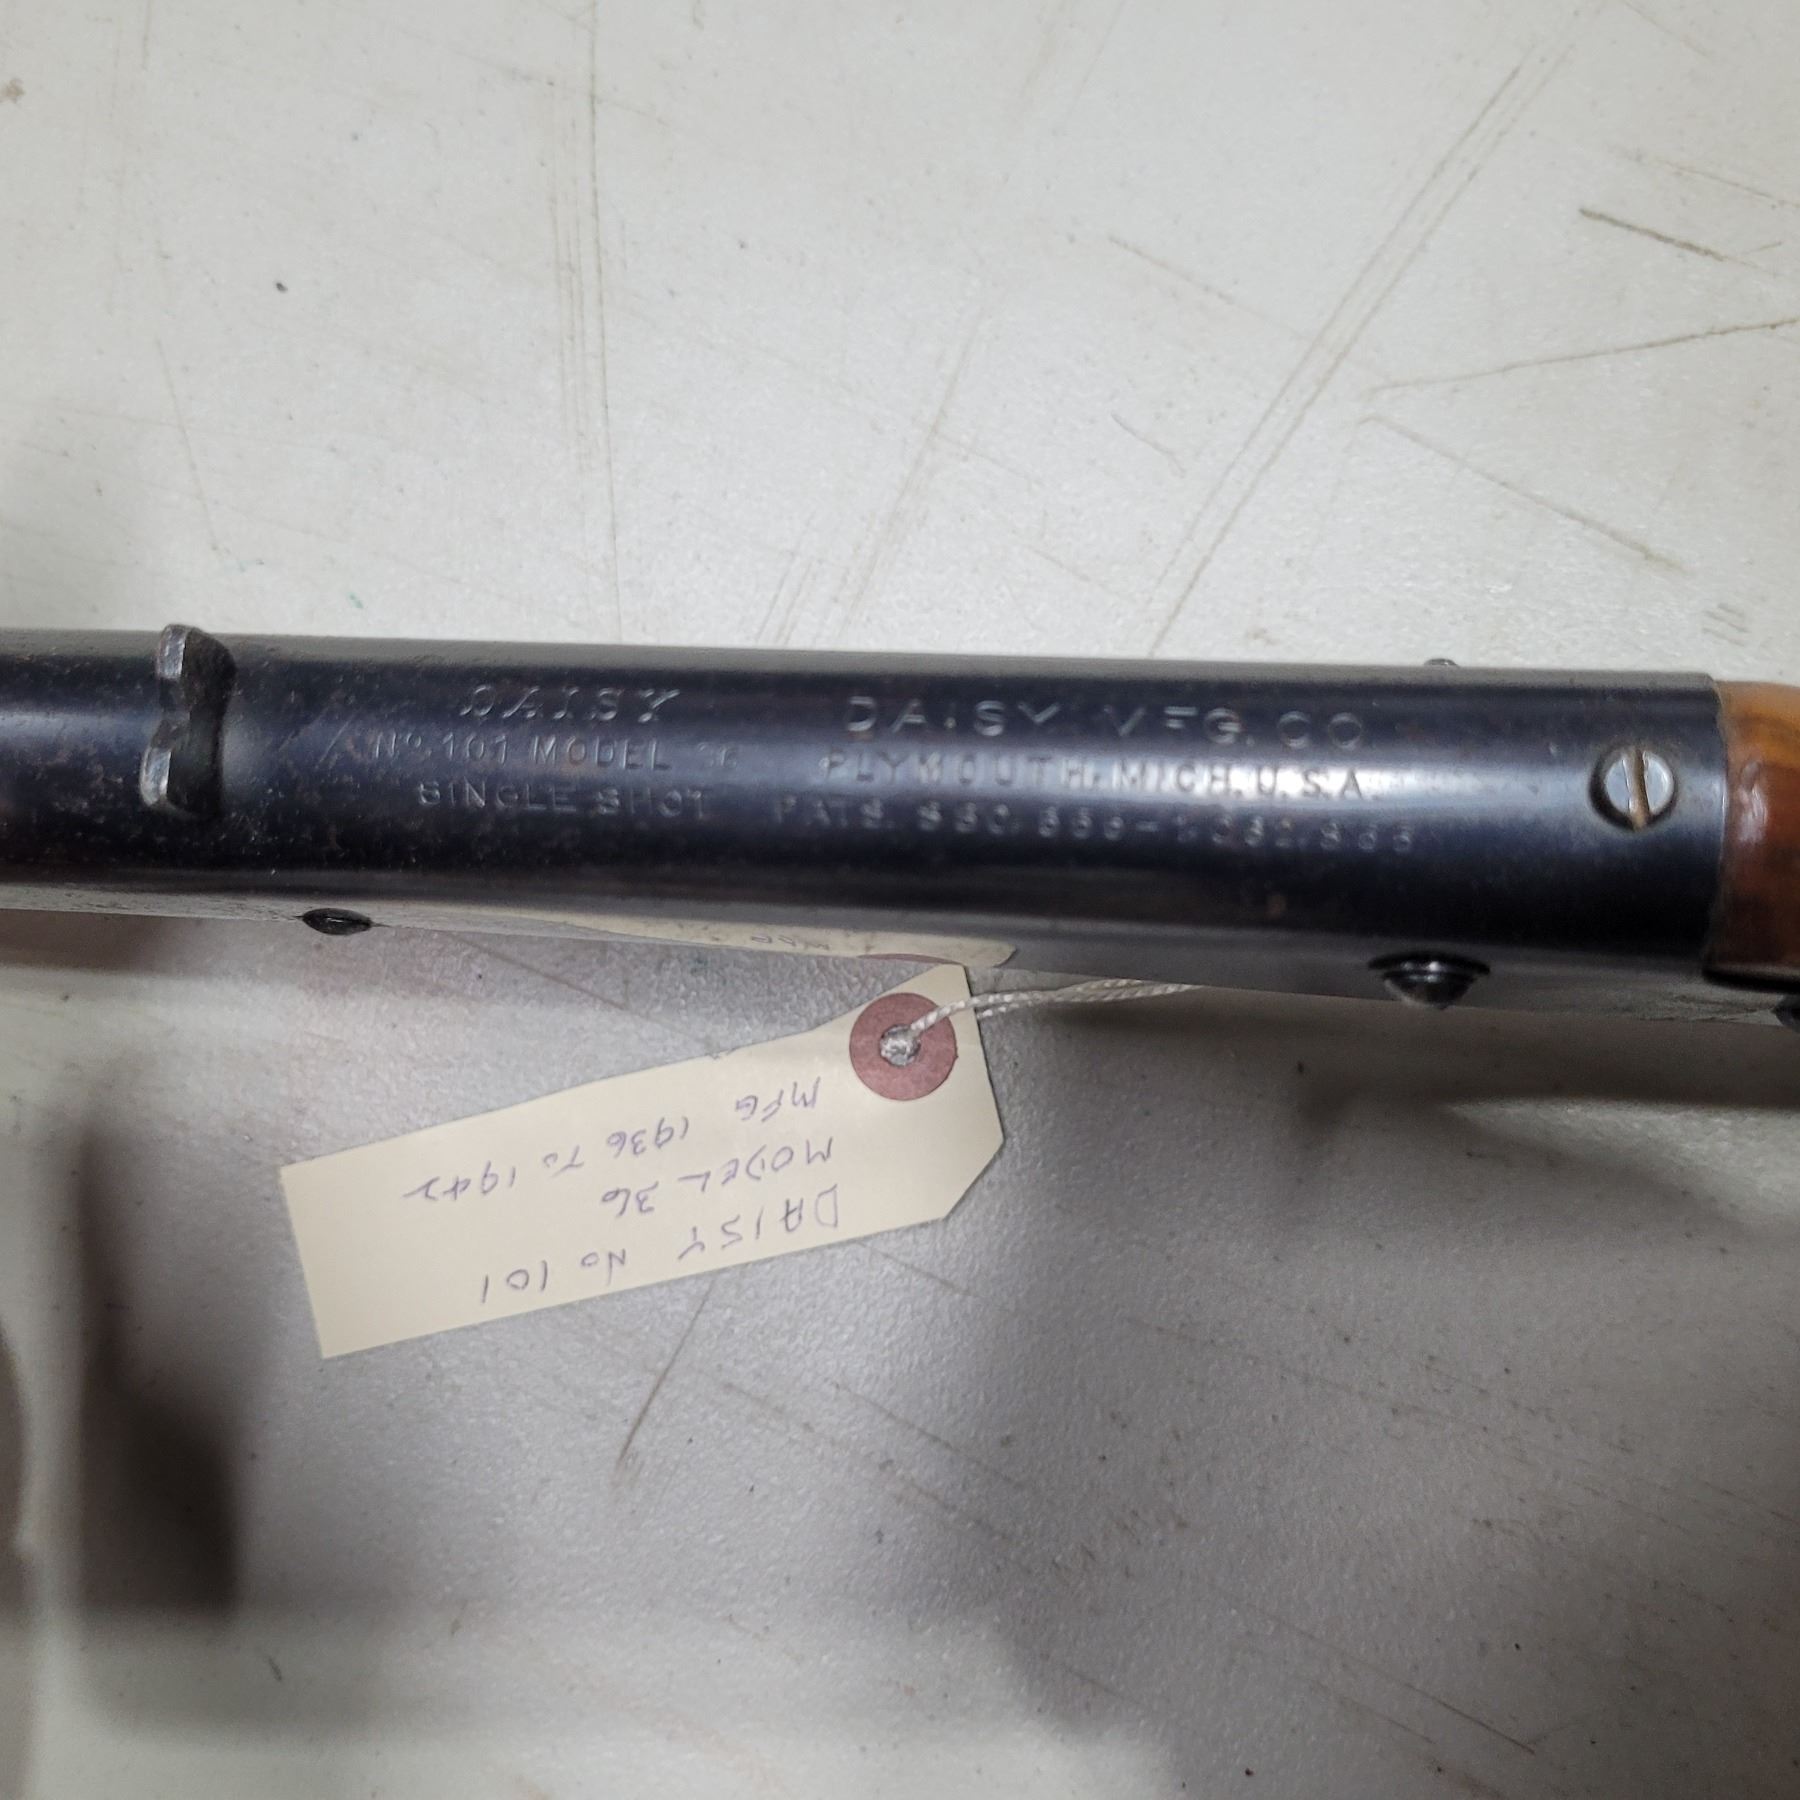 DAISY
No. 101 MODEL 36
SINGLE SHOT
DAISY MFG. CO.
PLYMOUTH, MICH. U.S.A.
PATS.
DAISY No 101
MODEL 36
MFG 1936 To 1942